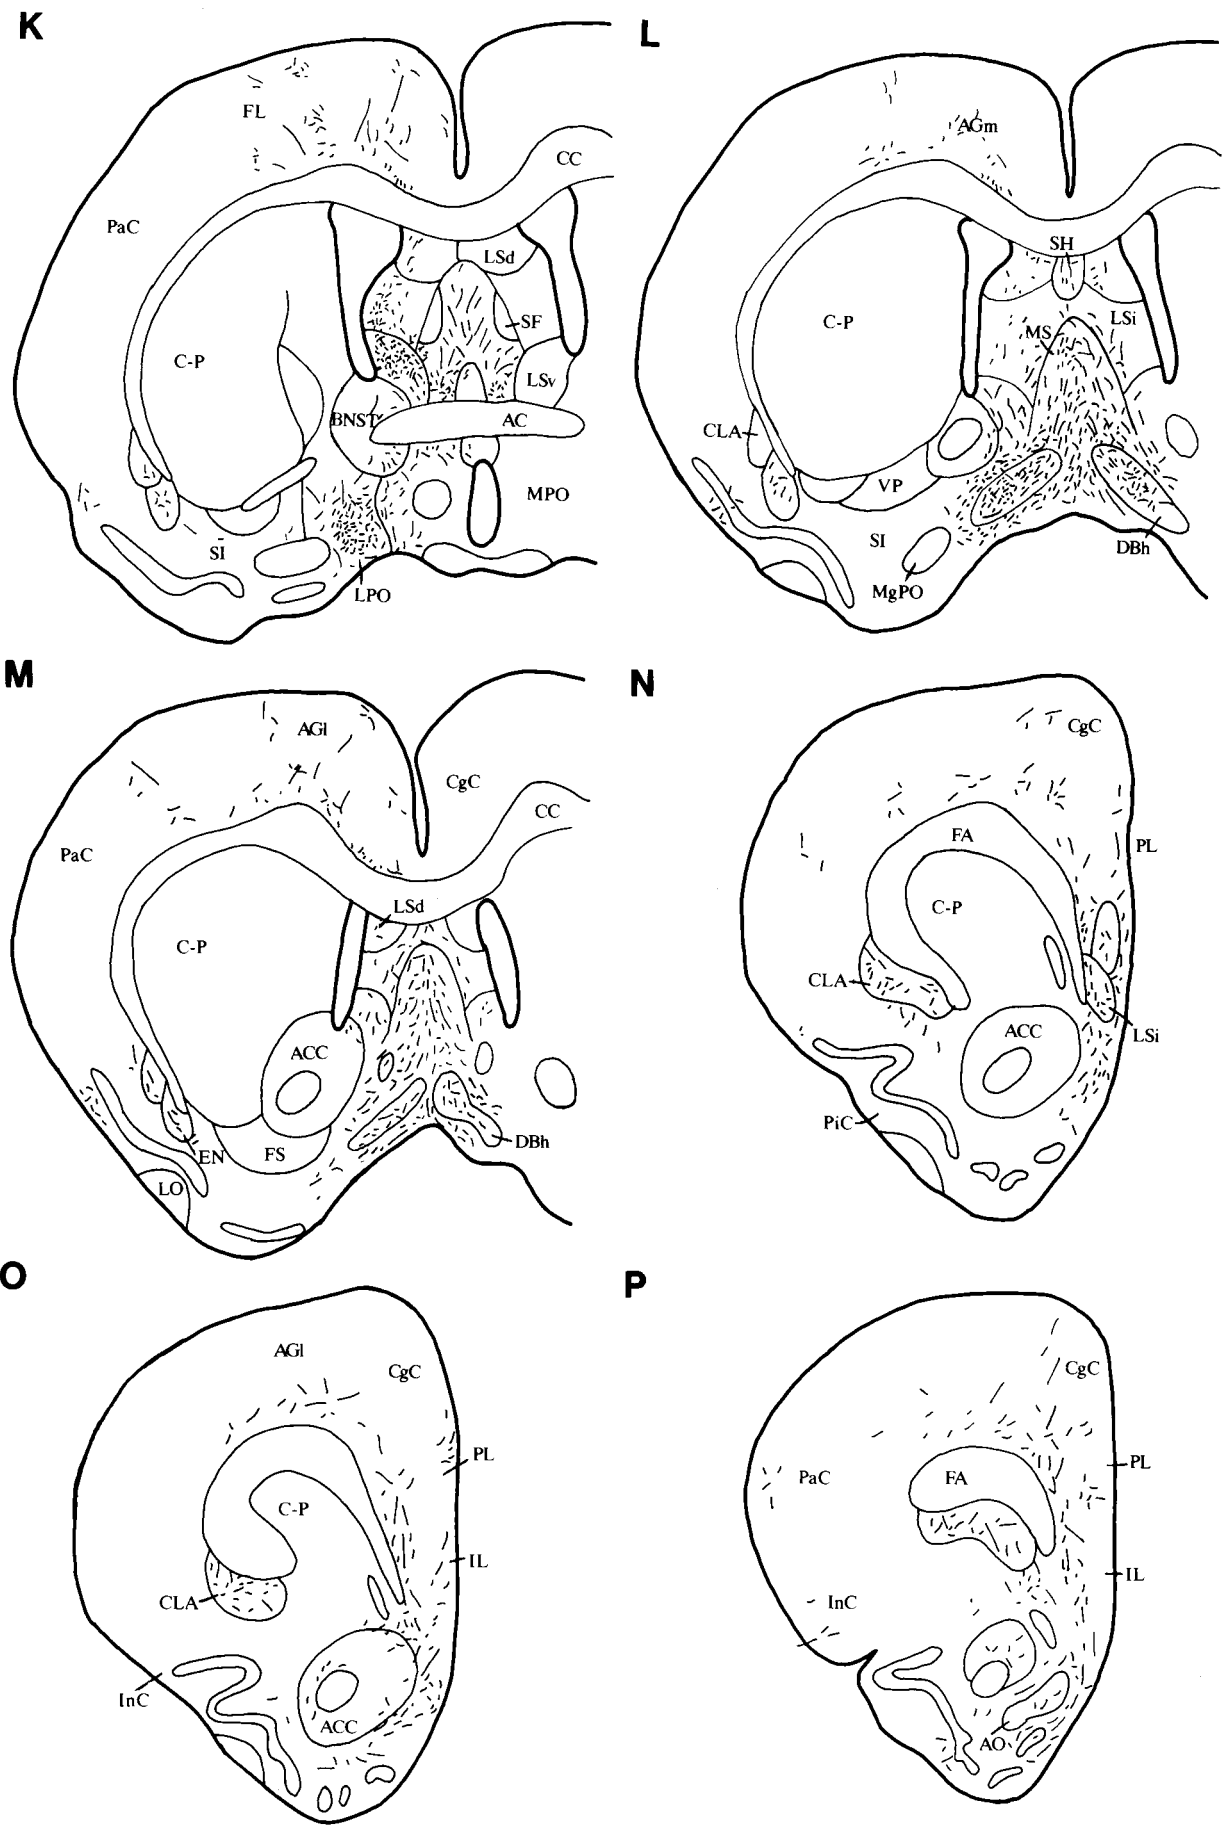 K
FL
CC
PaC
LSd
SF
C-P
LSv
BNST
AC
MPO
SI
LPO
L
AGm
SH
C-P
LSi
MS
CLA
VP
SI
DBh
MgPO
M
AGl
CgC
CC
PaC
LSd
C-P
ACC
EN
FS
DBh
LO
N
CgC
FA
PL
C-P
CLA
ACC
LSi
PiC
O
AGl
CgC
PL
C-P
IL
CLA
InC
ACC
P
CgC
PaC
FA
PL
IL
InC
AO